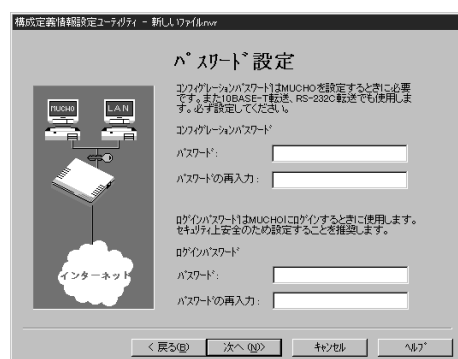 構成定義情報設定ユーティリティ - 新しいファイル.nvr
パスワード設定
コンフィグレーションパスワードはMUCHOを設定するときに必要
です。また10BASE-T転送、RS-232C転送でも使用しま
す。必ず設定してください。
コンフィグレーションパスワード
パスワード:
パスワードの再入力:
ログインパスワードはMUCHOにログインするときに使用します。
セキュリティ上安全のため設定することを推奨します。
ログインパスワード
パスワード:
パスワードの再入力:
MUCHO
LAN
インターネット
< 戻る(B)
次へ (N)>
キャンセル
ヘルプ